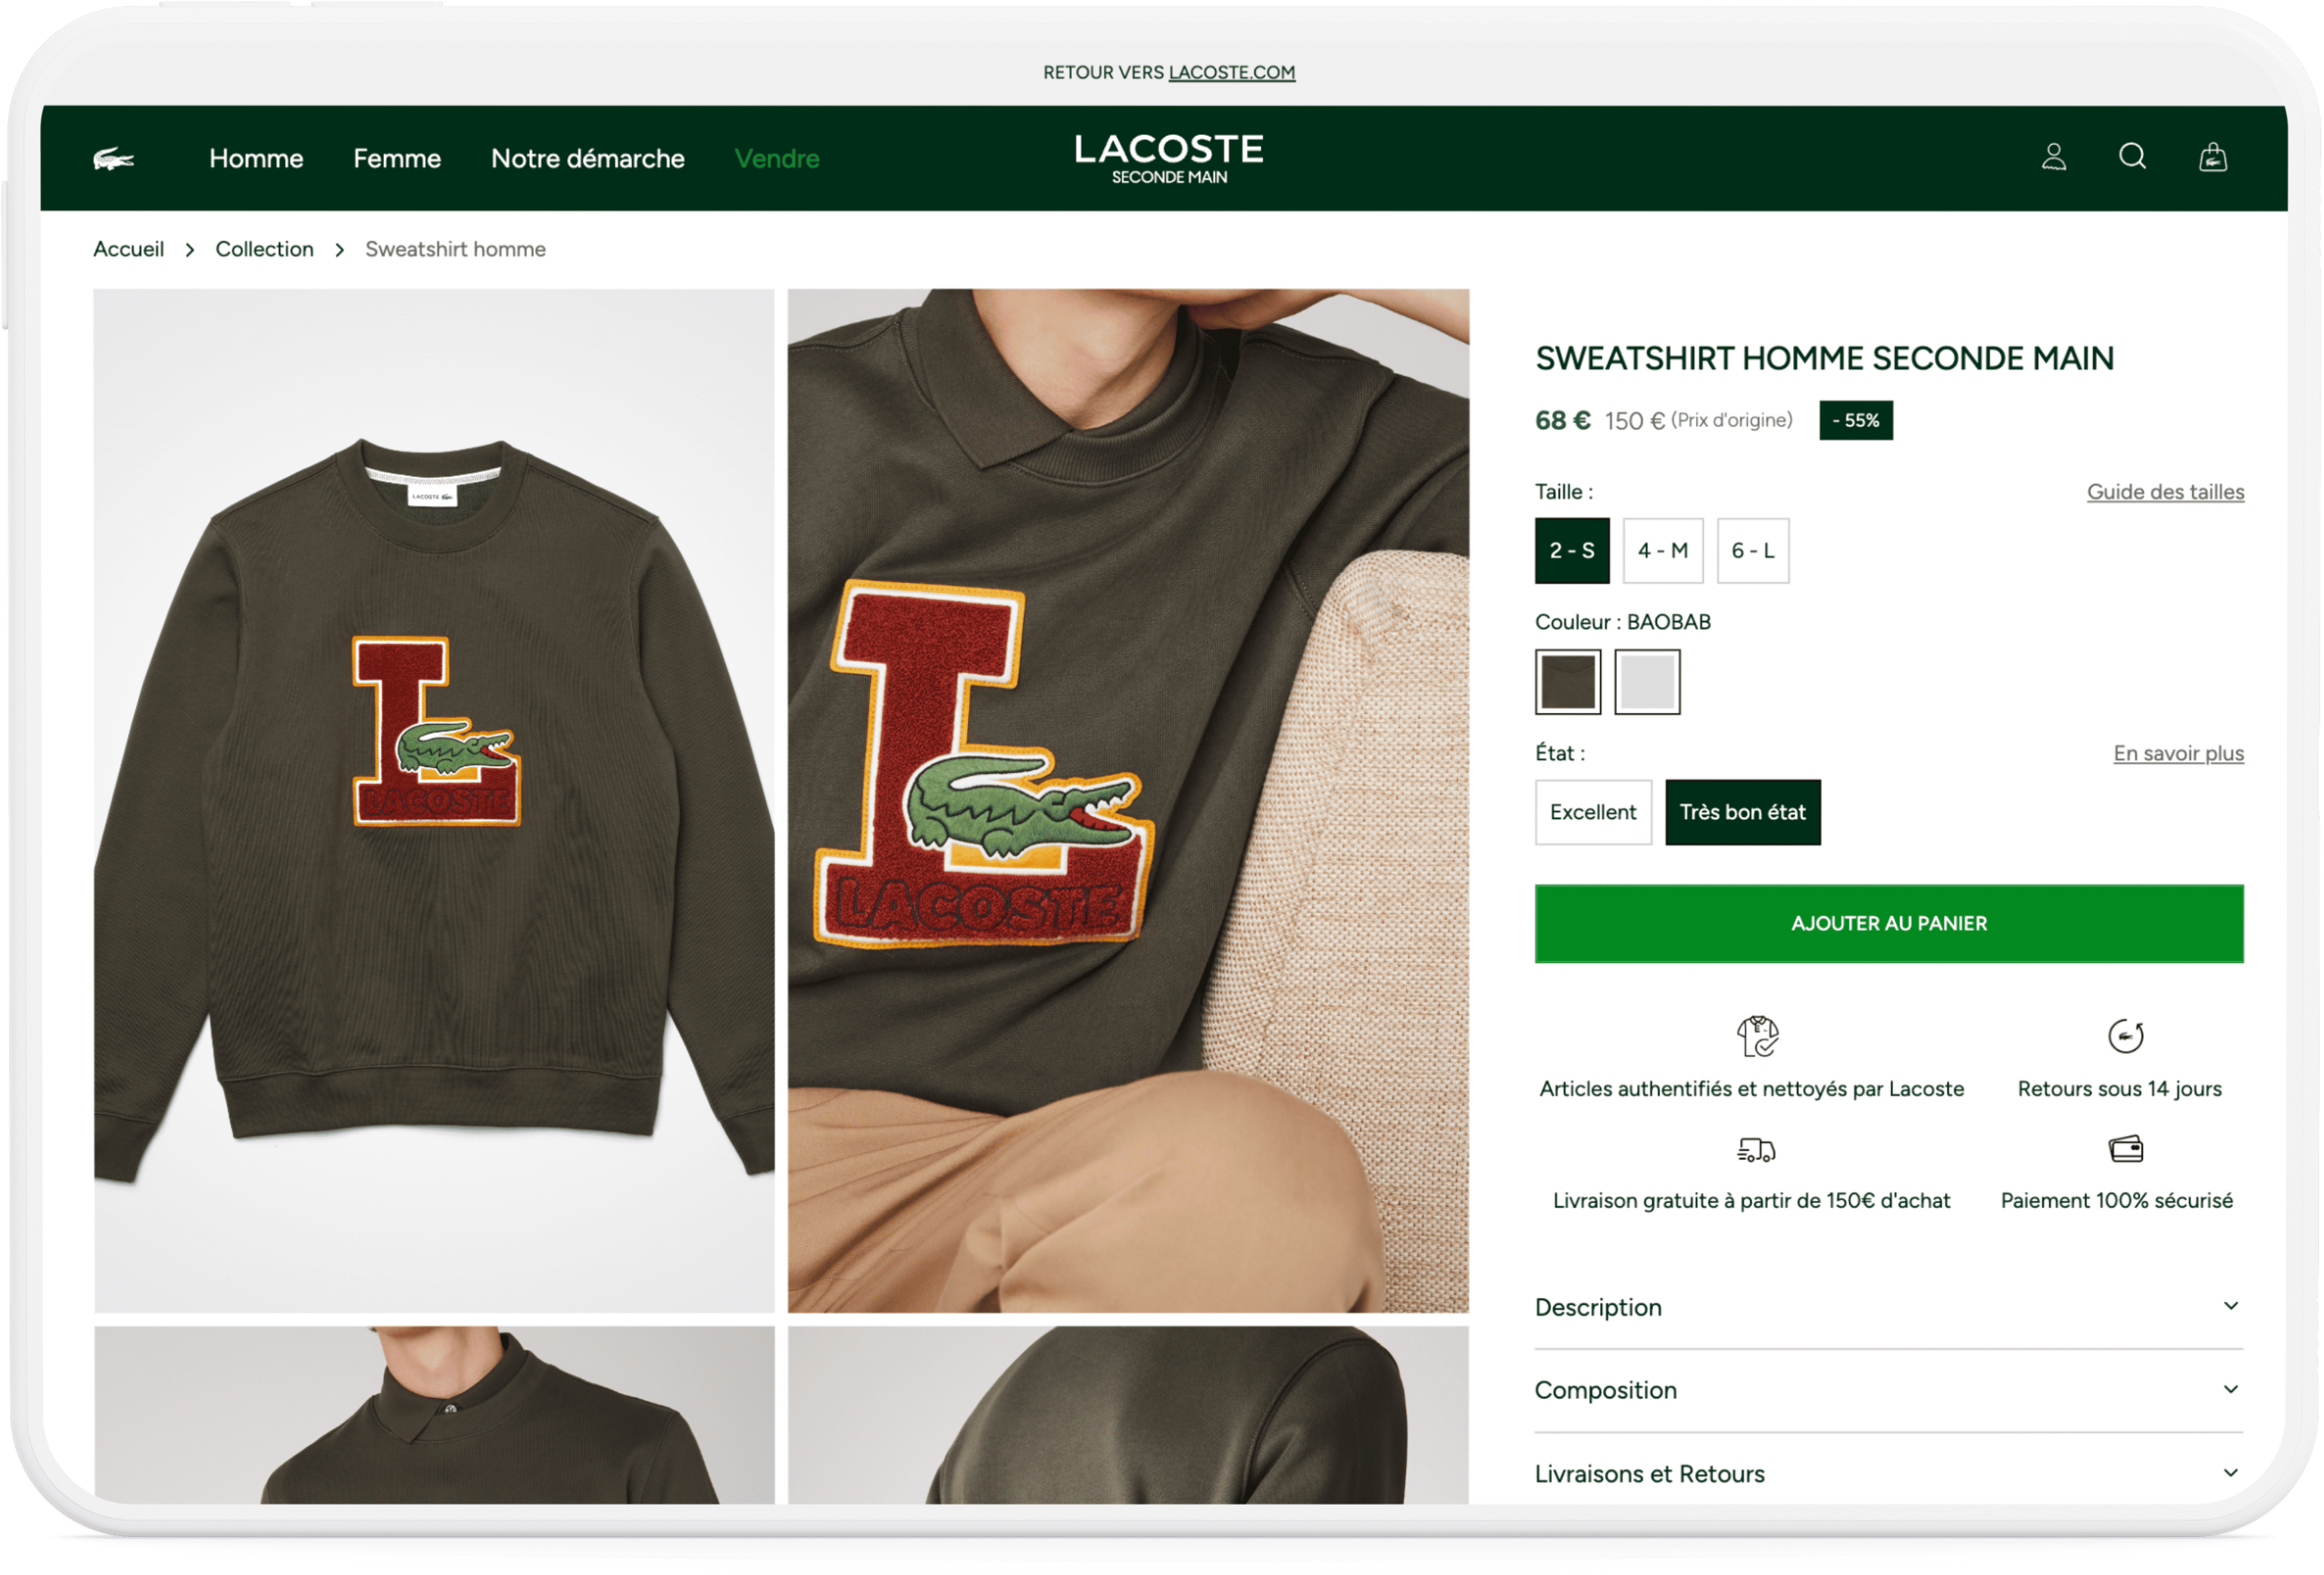 RETOUR VERS LACOSTE.COM
Homme Femme Notre démarche Vendre
LACOSTE
SECONDE MAIN
Accueil > Collection > Sweatshirt homme
LACOSTE
LACOSTE
LACOSTE
SWEATSHIRT HOMME SECONDE MAIN
68 € 150 € (Prix d'origine) - 55%
Taille : Guide des tailles
2 - S 4 - M 6 - L
Couleur : BAOBAB
État : En savoir plus
Excellent Très bon état
AJOUTER AU PANIER
Articles authentifiés et nettoyés par Lacoste Retours sous 14 jours
Livraison gratuite à partir de 150€ d'achat Paiement 100% sécurisé
Description
Composition
Livraisons et Retours